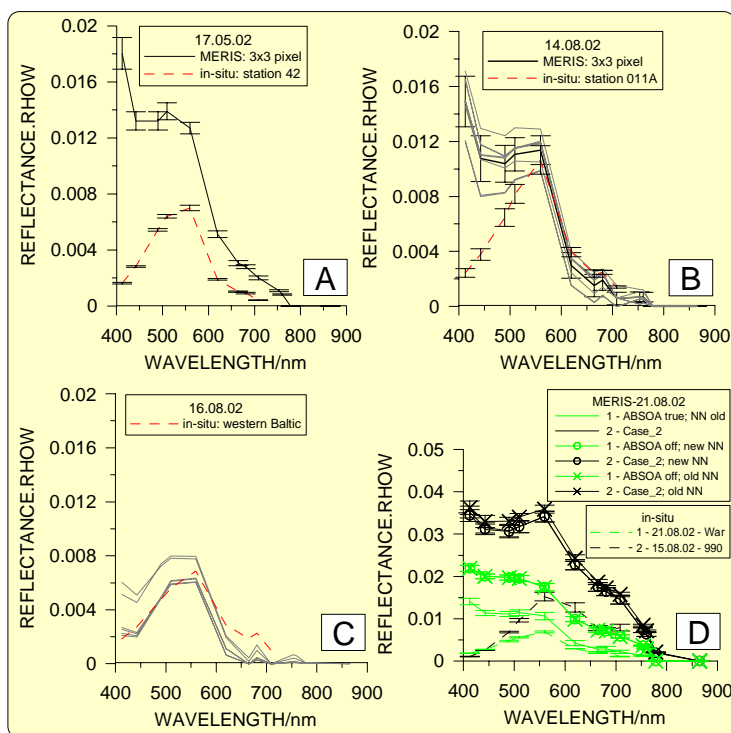 17.05.02
MERIS: 3x3 pixel
in-situ: station 42
0.02
0.016
0.012
0.008
0.004
0
REFLECTANCE.RHOW
A
400 500 600 700 800 900
WAVELENGTH/nm
14.08.02
MERIS: 3x3 pixel
in-situ: station 011A
0.02
0.016
0.012
0.008
0.004
0
REFLECTANCE.RHOW
B
400 500 600 700 800 900
WAVELENGTH/nm
16.08.02
in-situ: western Baltic
0.02
0.016
0.012
0.008
0.004
0
REFLECTANCE.RHOW
C
400 500 600 700 800 900
WAVELENGTH/nm
MERIS-21.08.02
1 - ABSOA true; NN old
2 - Case_2
1 - ABSOA off; new NN
2 - Case_2; new NN
1 - ABSOA off; old NN
2 - Case_2; old NN
in-situ
1 - 21.08.02 - War
2 - 15.08.02 - 990
0.05
0.04
0.03
0.02
0.01
0
REFLECTANCE.RHOW
D
400 500 600 700 800 900
WAVELENGTH/nm